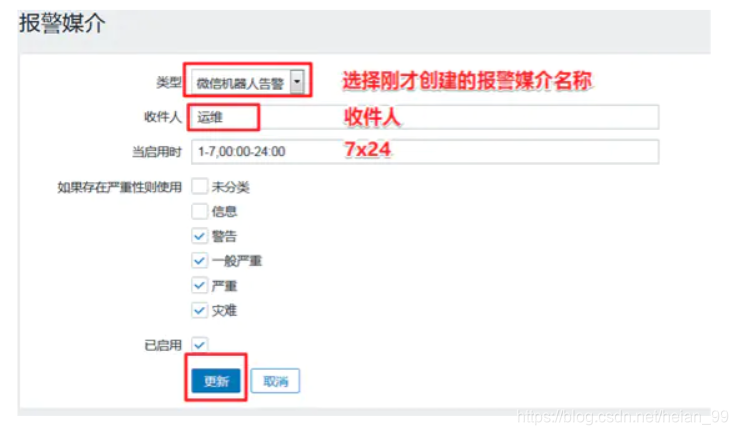 报警媒介
类型 微信机器人告警 选择刚才创建的报警媒介名称
收件人 运维 收件人
当启用时 1-7,00:00-24:00 7x24
如果存在严重性则使用 未分类
信息
警告
一般严重
严重
灾难
已启用
更新 取消
https://blog.csdn.net/heian_99